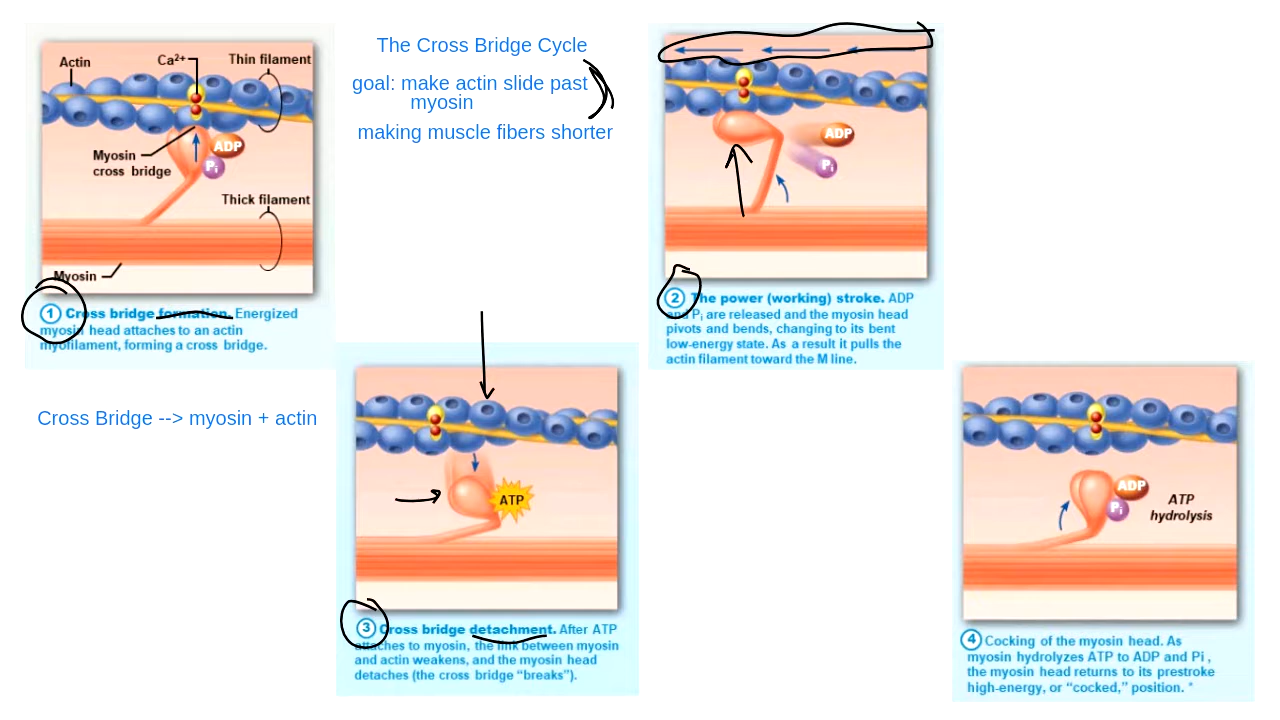 Actin
Ca2+
Thin filament
ADP
Pi
Myosin
cross bridge
Thick filament
Myosin
1 Cross bridge formation. Energized
myosin head attaches to an actin
myofilament, forming a cross bridge.
The Cross Bridge Cycle
goal: make actin slide past
myosin
making muscle fibers shorter
ADP
Pi
2 The power (working) stroke. ADP
and Pi are released and the myosin head
pivots and bends, changing to its bent
low-energy state. As a result it pulls the
actin filament toward the M line.
Cross Bridge --> myosin + actin
ATP
3 Cross bridge detachment. After ATP
attaches to myosin, the link between myosin
and actin weakens, and the myosin head
detaches (the cross bridge “breaks”).
ADP
Pi
ATP
hydrolysis
4 Cocking of the myosin head. As
myosin hydrolyzes ATP to ADP and Pi ,
the myosin head returns to its prestroke
high-energy, or “cocked,” position. *